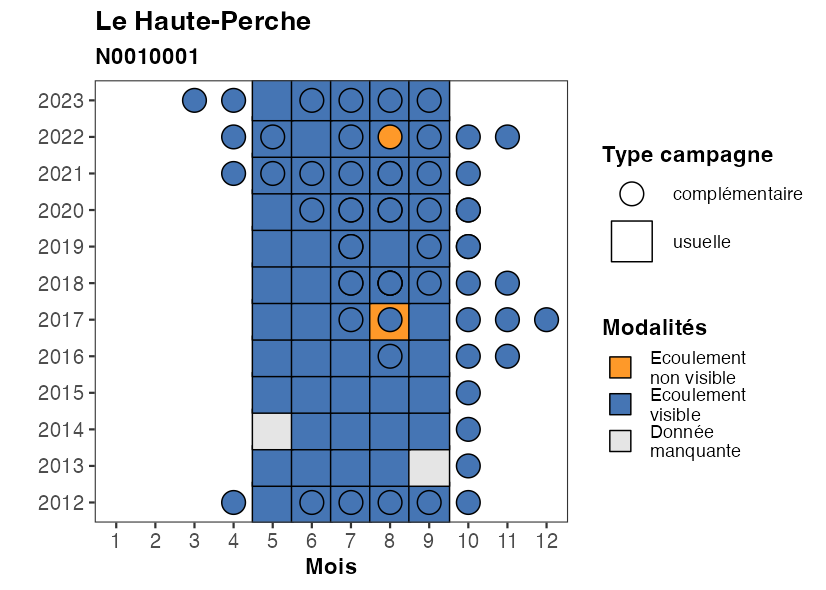 Le Haute-Perche
N0010001
2023
2022
2021
2020
2019
2018
2017
2016
2015
2014
2013
2012
1 2 3 4 5 6 7 8 9 10 11 12
Mois
Type campagne
complémentaire
usuelle
Modalités
Ecoulement
non visible
Ecoulement
visible
Donnée
manquante